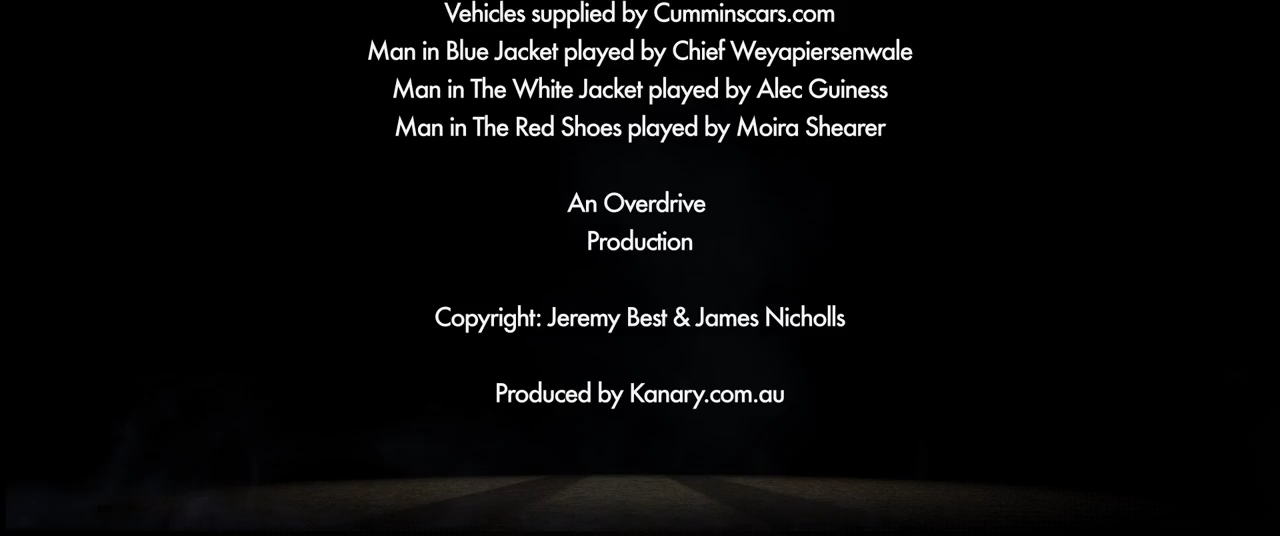 Vehicles supplied by Cumminscars.com
Man in Blue Jacket played by Chief Weyapiersenwale
Man in The White Jacket played by Alec Guiness
Man in The Red Shoes played by Moira Shearer
An Overdrive
Production
Copyright: Jeremy Best & James Nicholls
Produced by Kanary.com.au